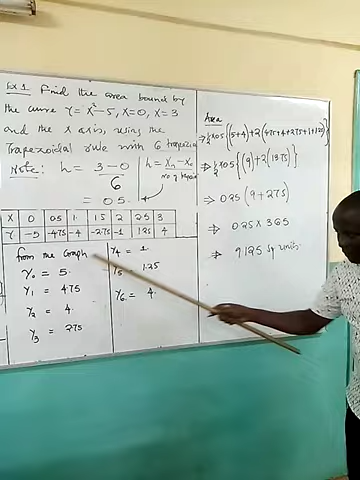 Ex 1. Find the area bound by
the curve Y = x² - 5, x = 0, x = 3
and the x axis, using the
Trapezoidal rule with 6 trapezia
Note: h = 3 - 0 / 6
= 0.5
h = Xn - X0 / No. of
X 0 0.5 1. 1.5 2 2.5 3
Y -5 -4.75 -4 -2.75 -1 1.25 4
from the Graph
Y0 = 5.
Y1 = 4.75
Y2 = 4.
Y3 = 2.75
Y4 = 1.
Y5 = 1.25
Y6 = 4.
Area
⇒ ½ x 0.5 {(5+4) + 2(4.75+4+2.75+1+1.25)}
⇒ ½ x 0.5 {(9) + 2(13.75)}
⇒ 0.25 (9 + 27.5)
⇒ 0.25 x 36.5
⇒ 9.125 sq units